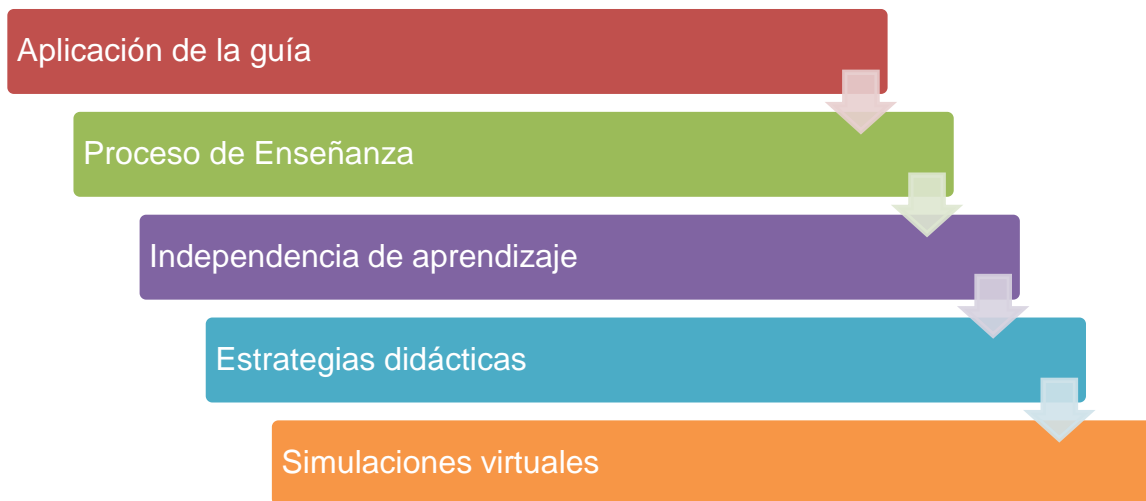 Aplicación de la guía
Proceso de Enseñanza
Independencia de aprendizaje
Estrategias didácticas
Simulaciones virtuales